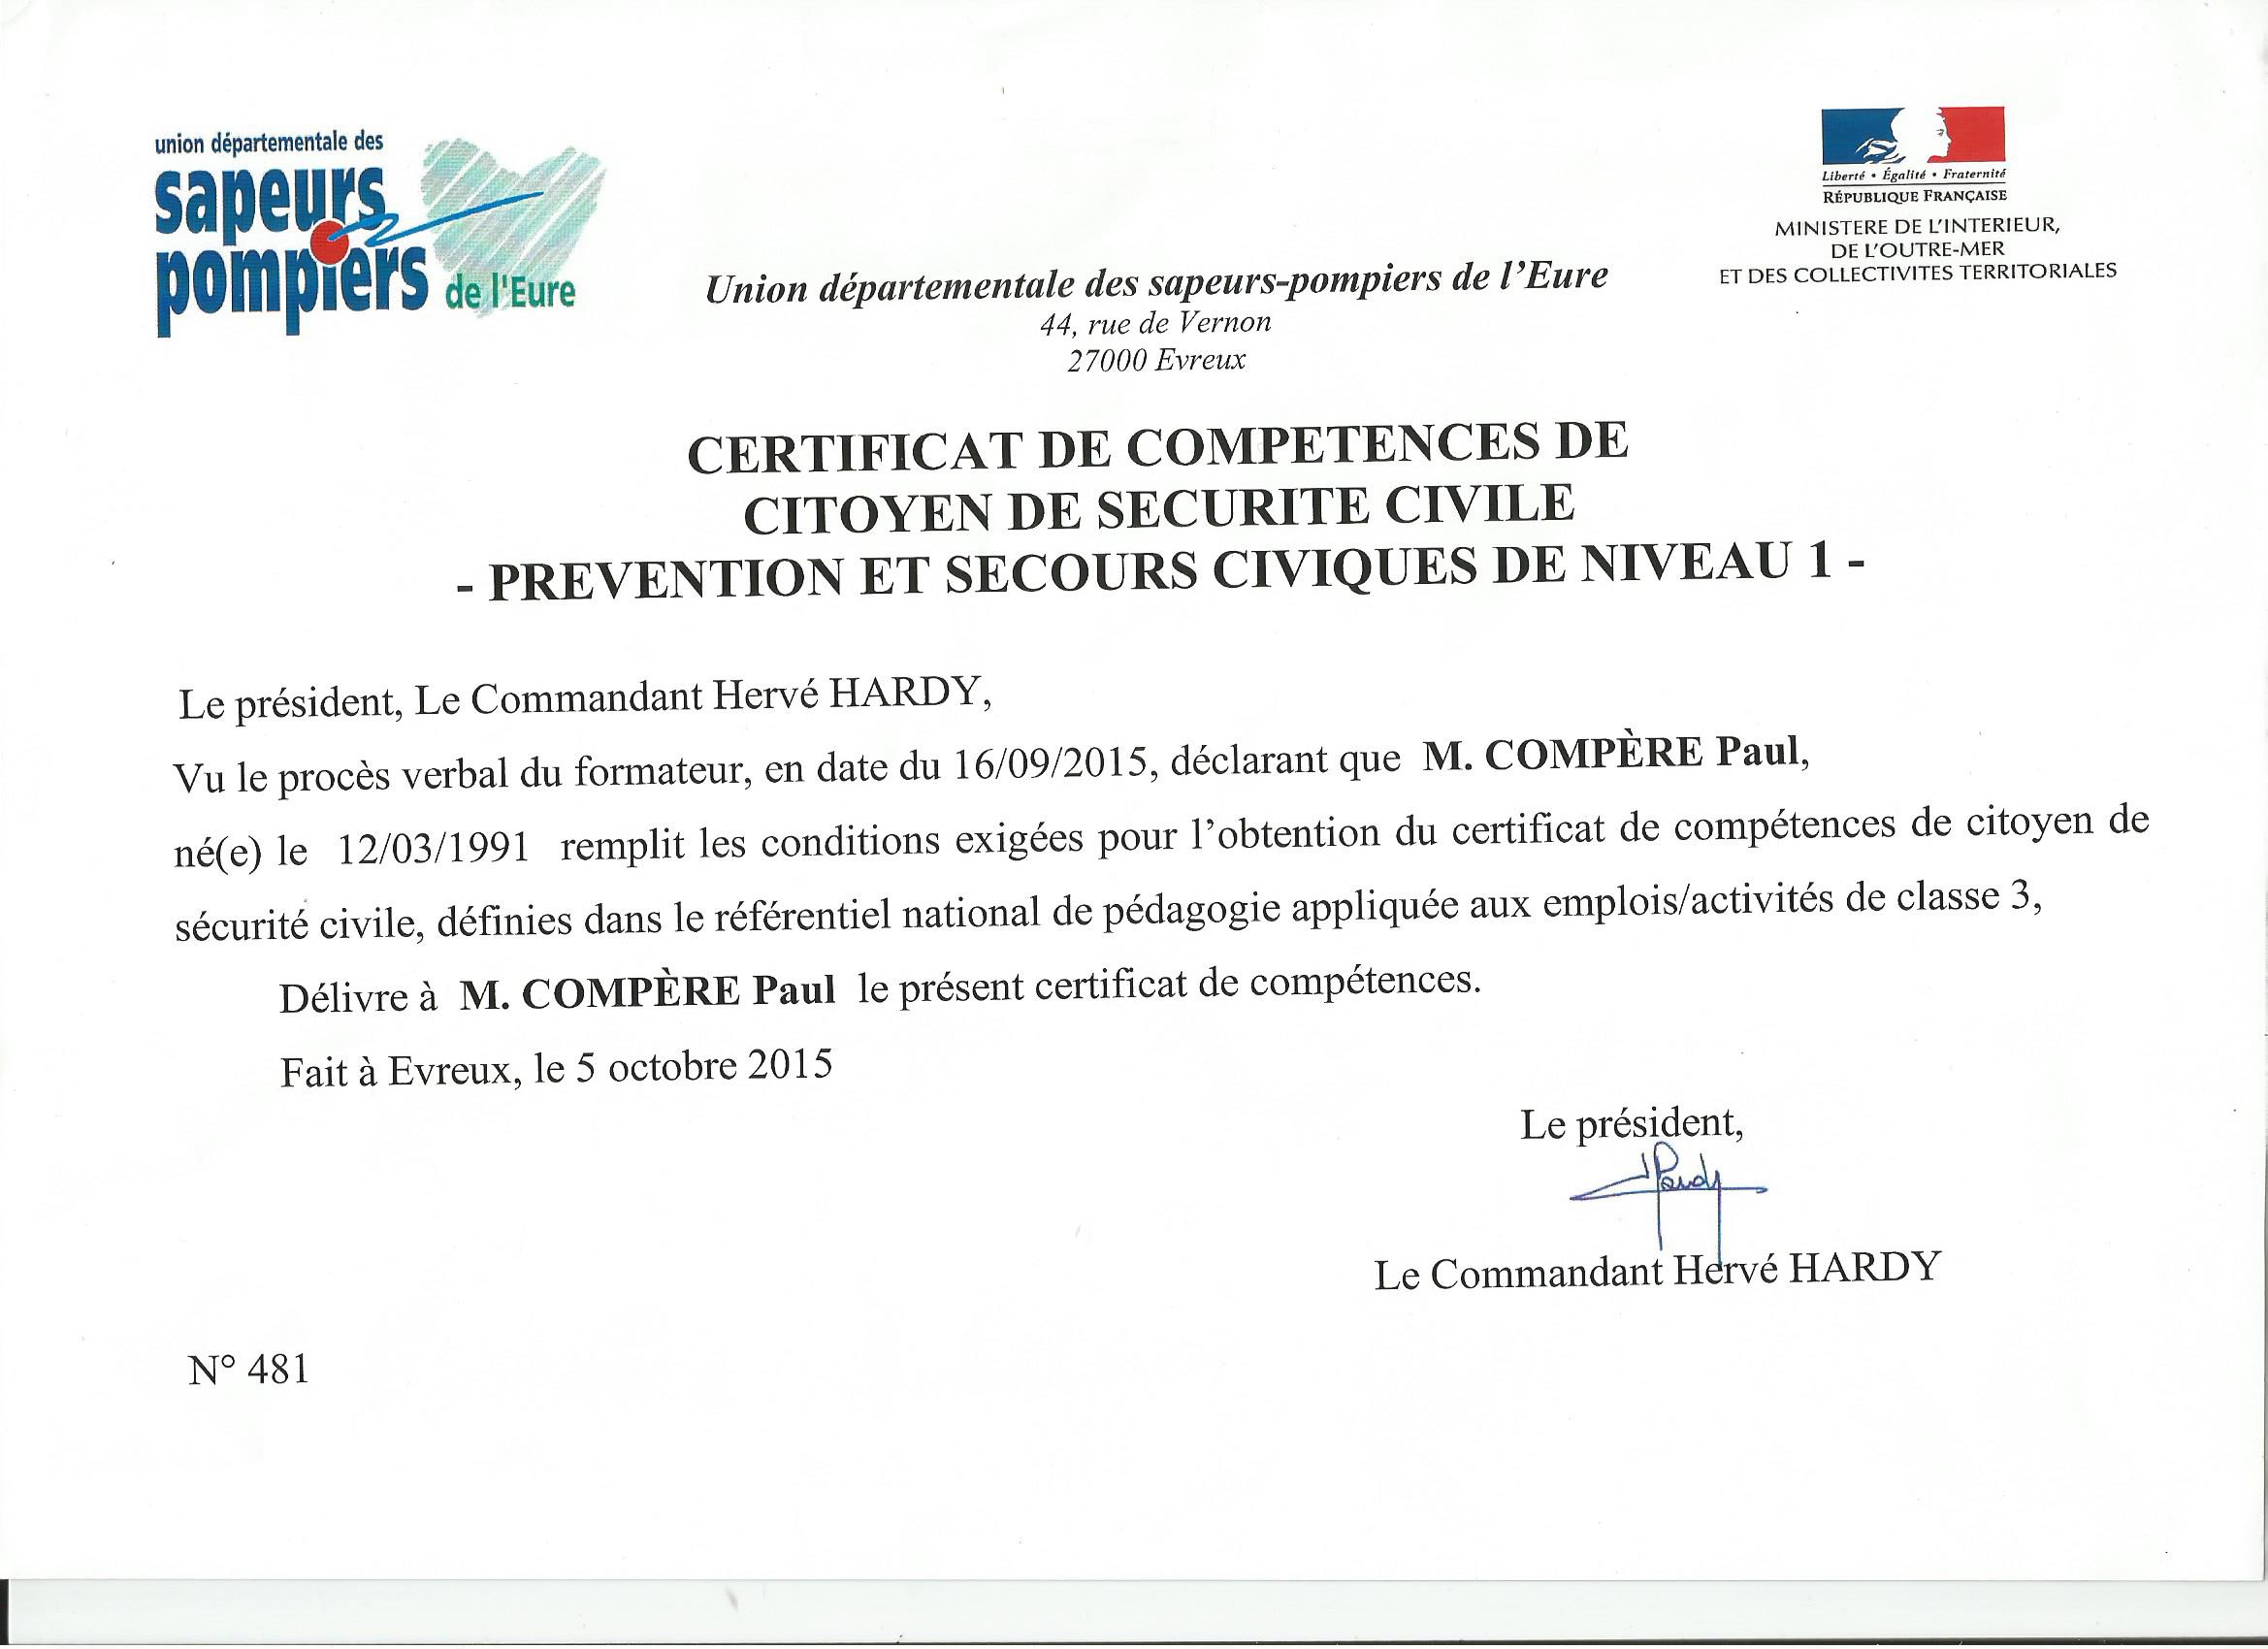 union départementale des
sapeurs
pompiers de l'Eure
Liberté • Égalité • Fraternité
RÉPUBLIQUE FRANÇAISE
MINISTERE DE L'INTERIEUR,
DE L'OUTRE-MER
ET DES COLLECTIVITES TERRITORIALES
Union départementale des sapeurs-pompiers de l'Eure
44, rue de Vernon
27000 Evreux
CERTIFICAT DE COMPETENCES DE
CITOYEN DE SECURITE CIVILE
- PREVENTION ET SECOURS CIVIQUES DE NIVEAU 1 -
Le président, Le Commandant Hervé HARDY,
Vu le procès verbal du formateur, en date du 16/09/2015, déclarant que M. COMPÈRE Paul,
né(e) le 12/03/1991 remplit les conditions exigées pour l'obtention du certificat de compétences de citoyen de
sécurité civile, définies dans le référentiel national de pédagogie appliquée aux emplois/activités de classe 3,
Délivre à M. COMPÈRE Paul le présent certificat de compétences.
Fait à Evreux, le 5 octobre 2015
Le président,
Hardy
Le Commandant Hervé HARDY
N° 481